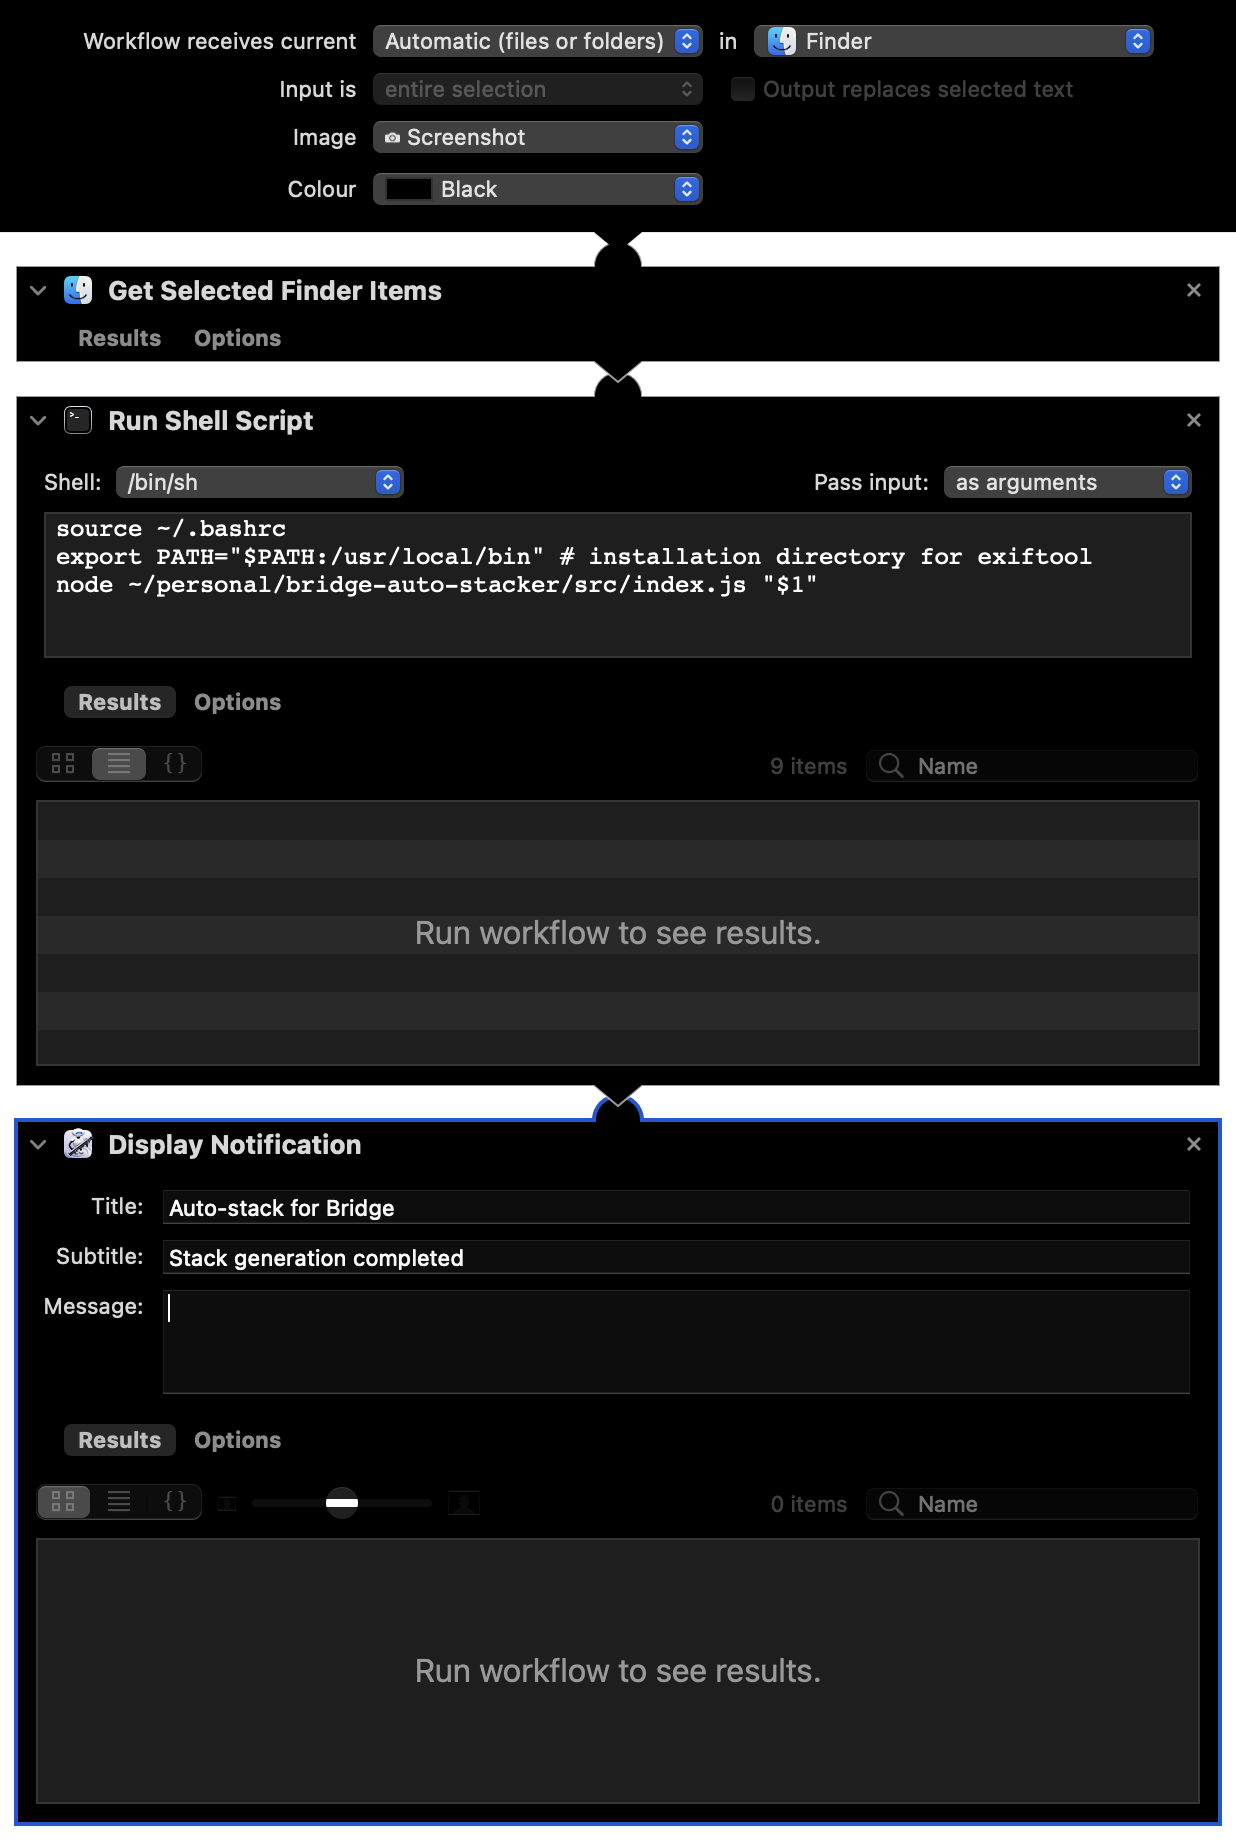 Workflow receives current Automatic (files or folders) in Finder
Input is entire selection Output replaces selected text
Image Screenshot
Colour Black
Get Selected Finder Items
Results Options
Run Shell Script
Shell: /bin/sh Pass input: as arguments
source ~/.bashrc
export PATH="$PATH:/usr/local/bin" # installation directory for exiftool
node ~/personal/bridge-auto-stacker/src/index.js "$1"
Results Options
{} 9 items Name
Run workflow to see results.
Display Notification
Title: Auto-stack for Bridge
Subtitle: Stack generation completed
Message:
Results Options
{} 0 items Name
Run workflow to see results.